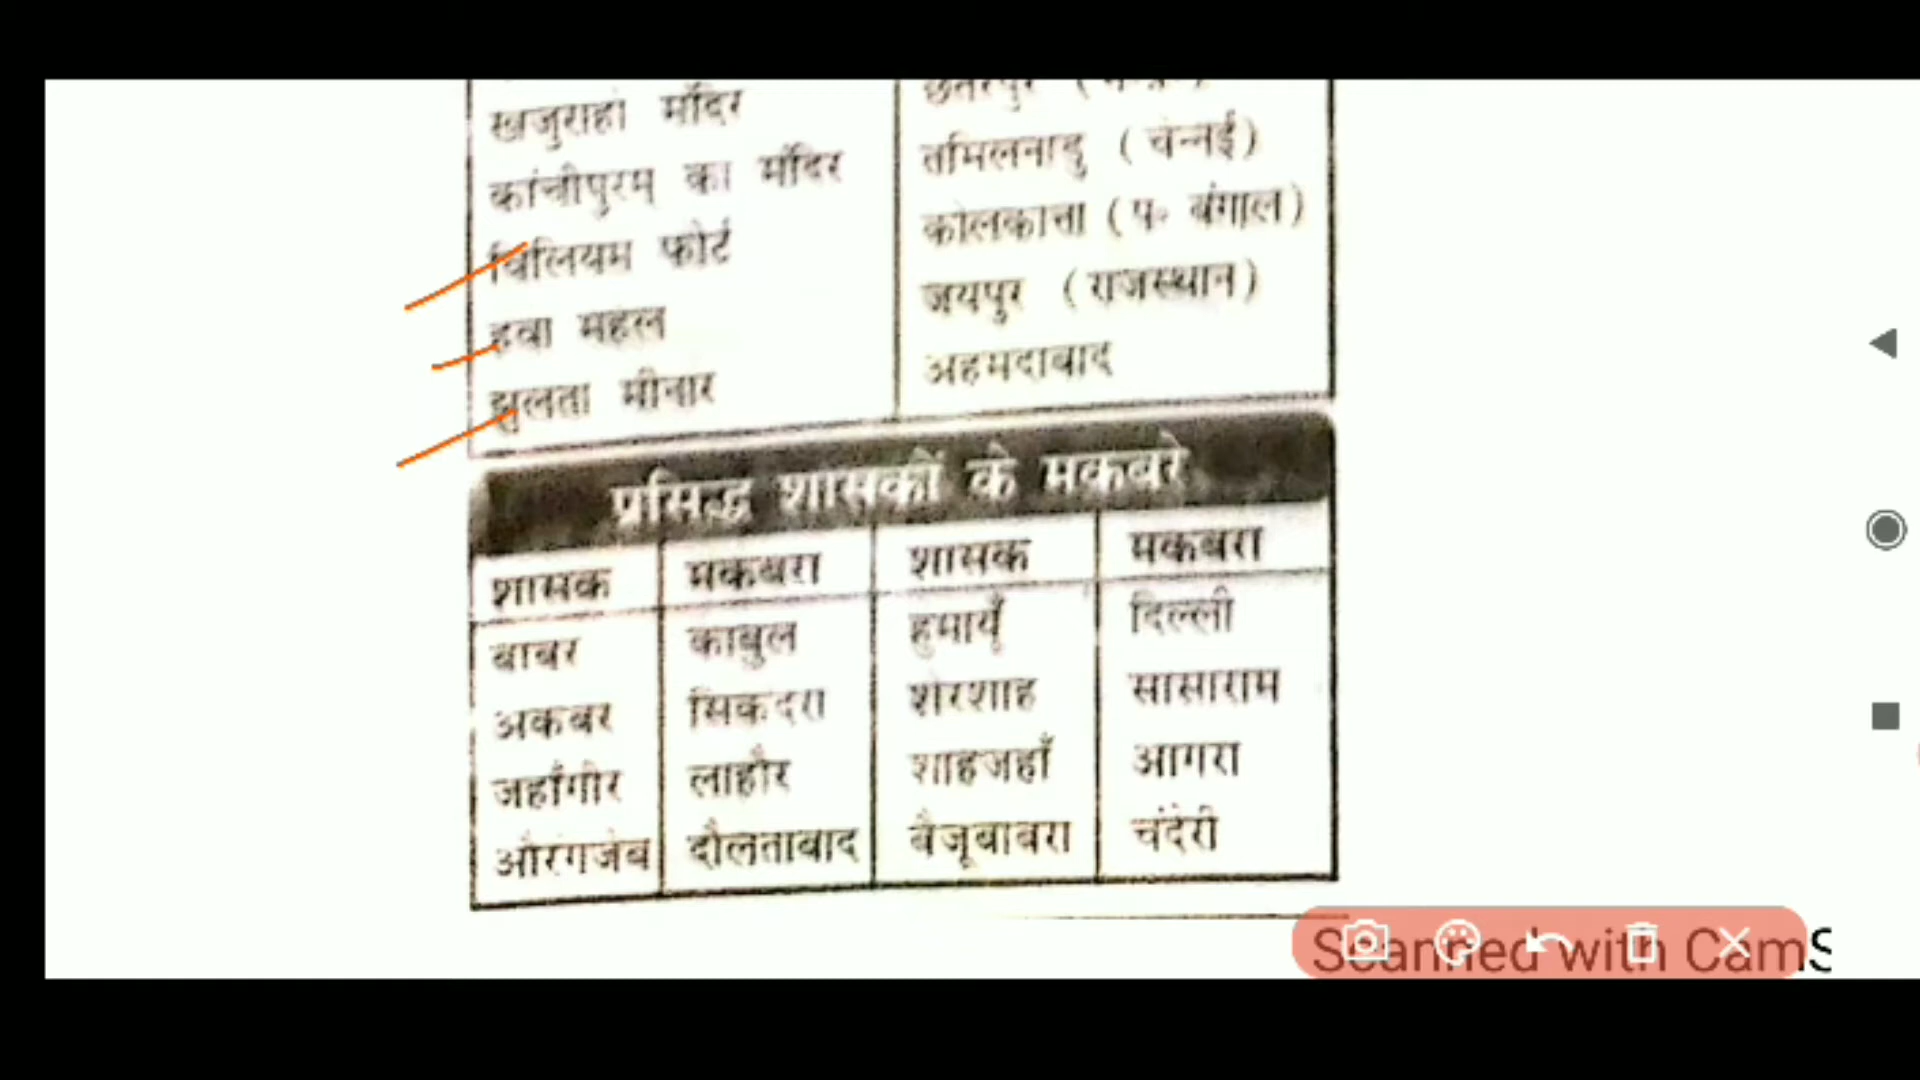 खजुराहो मंदिर छतरपुर (म.प्र.)
कांचीपुरम् का मंदिर तमिलनाडु (चेन्नई)
विलियम फोर्ट कोलकाता (प॰ बंगाल)
हवा महल जयपुर (राजस्थान)
झुलता मीनार अहमदाबाद
प्रसिद्ध शासकों के मकबरे
शासक मकबरा शासक मकबरा
बाबर काबुल हुमायूँ दिल्ली
अकबर सिकंदरा शेरशाह सासाराम
जहाँगीर लाहौर शाहजहाँ आगरा
औरंगजेब दौलताबाद बैजूबावरा चंदेरी
Scanned with CamS